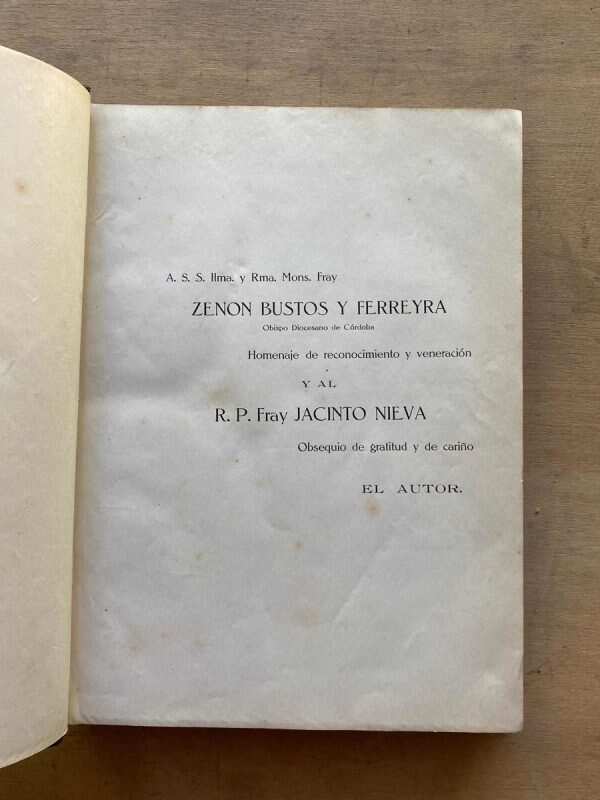 A. S. S. Ilma. y Rma. Mons. Fray
ZENON BUSTOS Y FERREYRA
Obispo Diocesano de Córdoba
Homenaje de reconocimiento y veneración
Y AL
R. P. Fray JACINTO NIEVA
Obsequio de gratitud y de cariño
EL AUTOR.